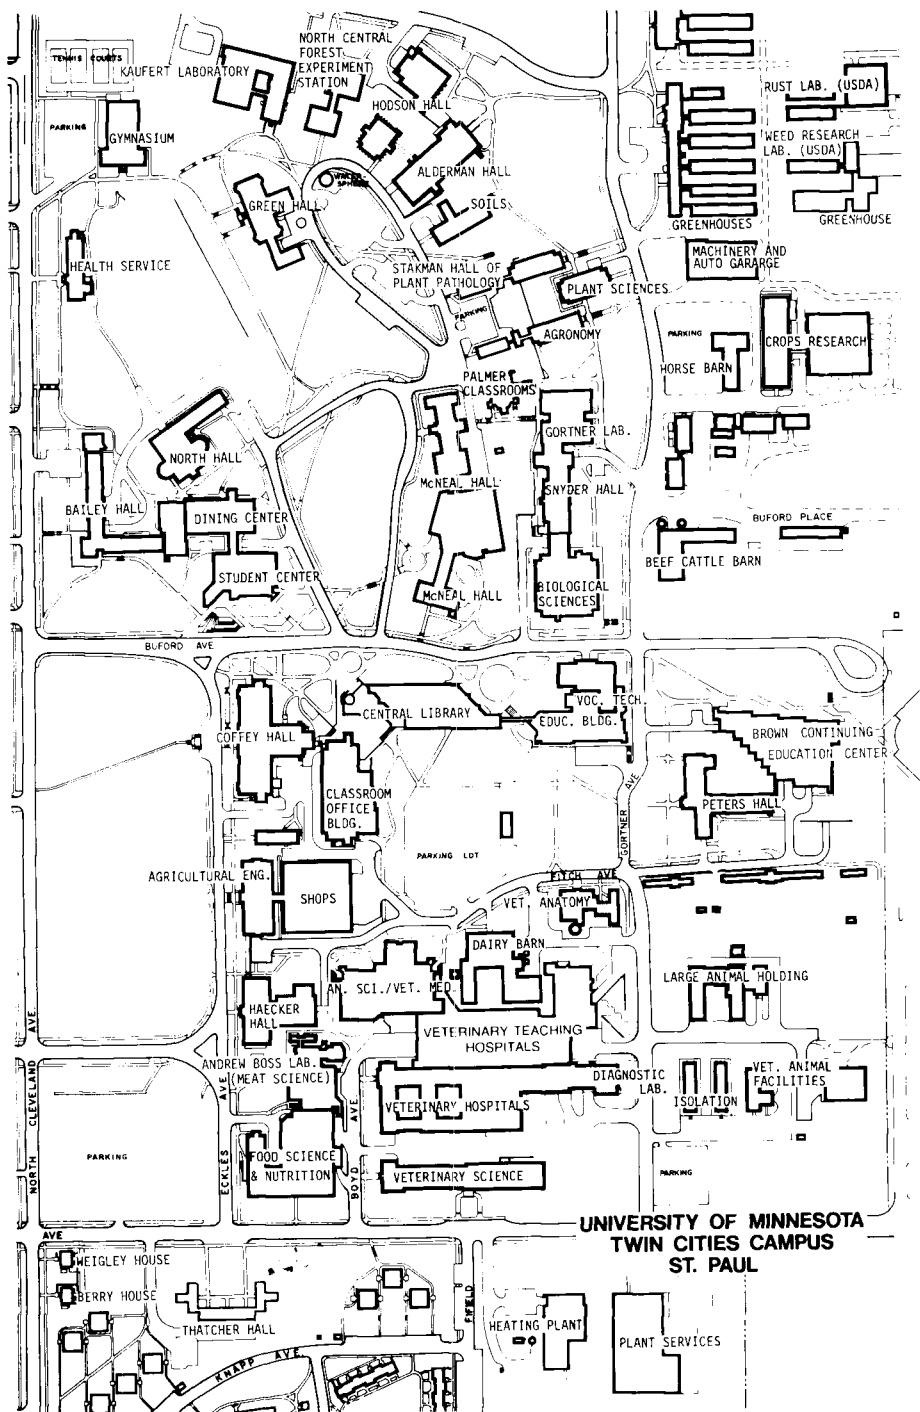 NORTH CENTRAL
FOREST
EXPERIMENT
STATION
TENNIS COURTS
KAUFERT LABORATORY
HODSON HALL
RUST LAB. (USDA)
PARKING
GYMNASIUM
WEED RESEARCH
LAB. (USDA)
ALDERMAN HALL
GREEN HALL
SOILS
GREENHOUSES
GREENHOUSE
HEALTH SERVICE
STAKMAN HALL OF
PLANT PATHOLOGY
MACHINERY AND
AUTO GARARGE
PLANT SCIENCES
PARKING
AGRONOMY
PARKING
CROPS RESEARCH
HORSE BARN
PALMER
CLASSROOMS
GORTNER LAB.
NORTH HALL
McNEAL HALL
SNYDER HALL
BAILEY HALL
DINING CENTER
BUFORD PLACE
BEEF CATTLE BARN
STUDENT CENTER
McNEAL HALL
BIOLOGICAL
SCIENCES
BUFORD AVE
CENTRAL LIBRARY
VOC. TECH.
EDUC. BLDG.
COFFEY HALL
BROWN CONTINUING
EDUCATION CENTER
CLASSROOM
OFFICE
BLDG.
PETERS HALL
GORTNER AVE
PARKING LOT
AGRICULTURAL ENG.
SHOPS
FITCH AVE
VET. ANATOMY
DAIRY BARN
AN. SCI./VET. MED.
LARGE ANIMAL HOLDING
HAECKER
HALL
VETERINARY TEACHING
HOSPITALS
ANDREW BOSS LAB.
(MEAT SCIENCE)
DIAGNOSTIC
LAB.
VET. ANIMAL
FACILITIES
ISOLATION
VETERINARY HOSPITALS
NORTH CLEVELAND AVE
ECKLES AVE
BOYD AVE
PARKING
FOOD SCIENCE
& NUTRITION
VETERINARY SCIENCE
PARKING
UNIVERSITY OF MINNESOTA
TWIN CITIES CAMPUS
ST. PAUL
AVE
WEIGLEY HOUSE
BERRY HOUSE
THATCHER HALL
FIFIELD
HEATING PLANT
PLANT SERVICES
KNAPP AVE